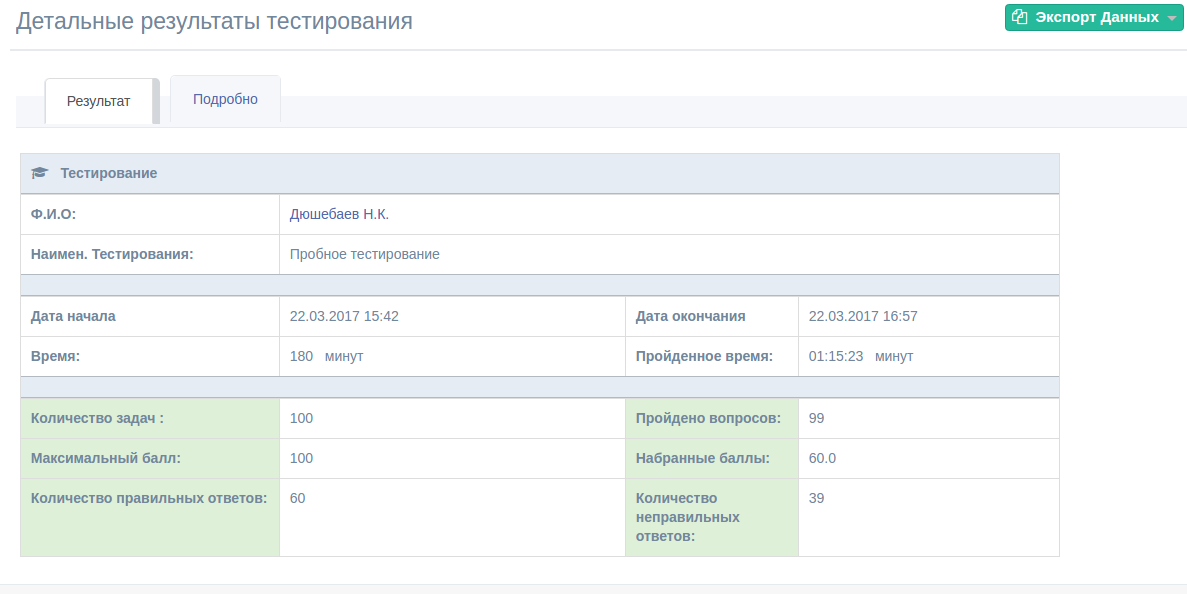 Детальные результаты тестирования
Экспорт Данных
Результат
Подробно
Тестирование
Ф.И.О:
Дюшебаев Н.К.
Наимен. Тестирования:
Пробное тестирование
Дата начала
22.03.2017 15:42
Дата окончания
22.03.2017 16:57
Время:
180 минут
Пройденное время:
01:15:23 минут
Количество задач :
100
Пройдено вопросов:
99
Максимальный балл:
100
Набранные баллы:
60.0
Количество правильных ответов:
60
Количество
неправильных
ответов:
39